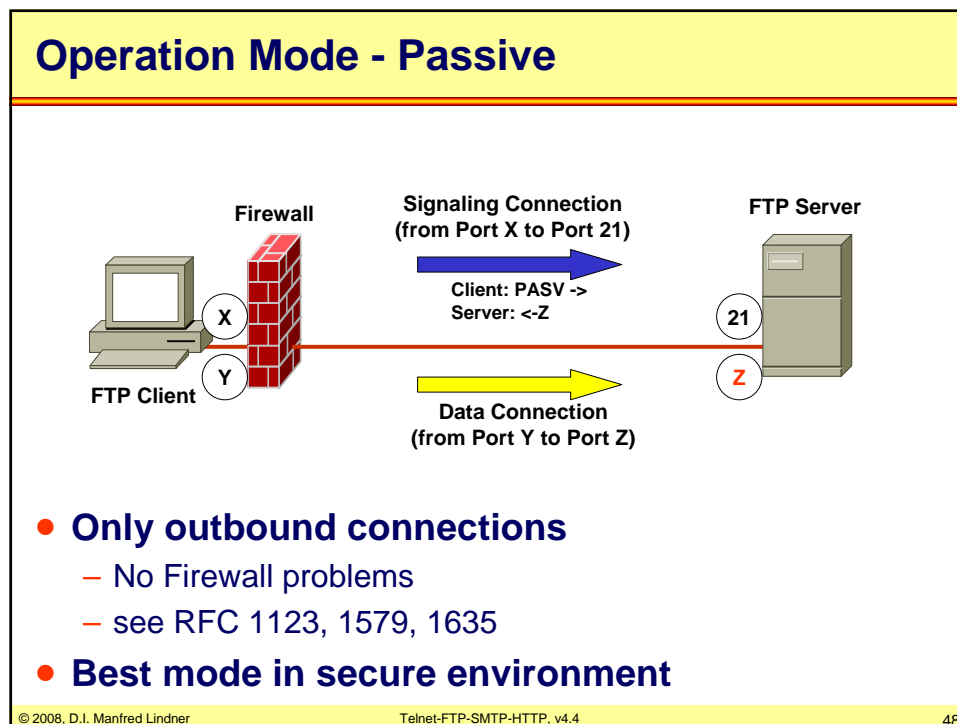 Operation Mode - Passive
Firewall
Signaling Connection
(from Port X to Port 21)
FTP Server
Client: PASV ->
Server: <-Z
X
21
Y
Z
FTP Client
Data Connection
(from Port Y to Port Z)
• Only outbound connections
– No Firewall problems
– see RFC 1123, 1579, 1635
• Best mode in secure environment
© 2008, D.I. Manfred Lindner
Telnet-FTP-SMTP-HTTP, v4.4
48